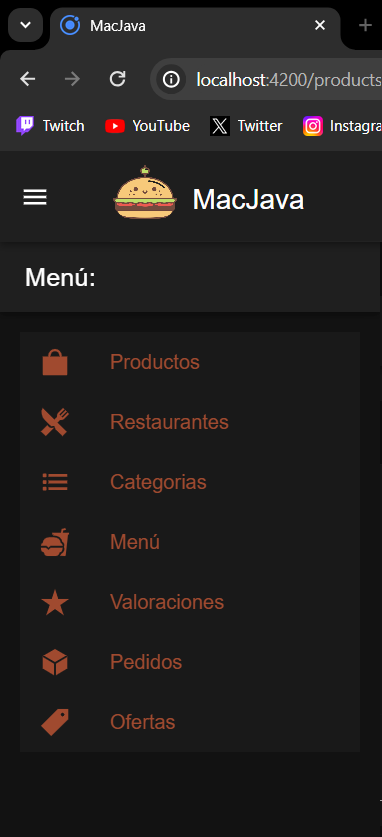 MacJava
localhost:4200/products
Twitch YouTube Twitter Instagra
MacJava
Menú:
Productos
Restaurantes
Categorias
Menú
Valoraciones
Pedidos
Ofertas